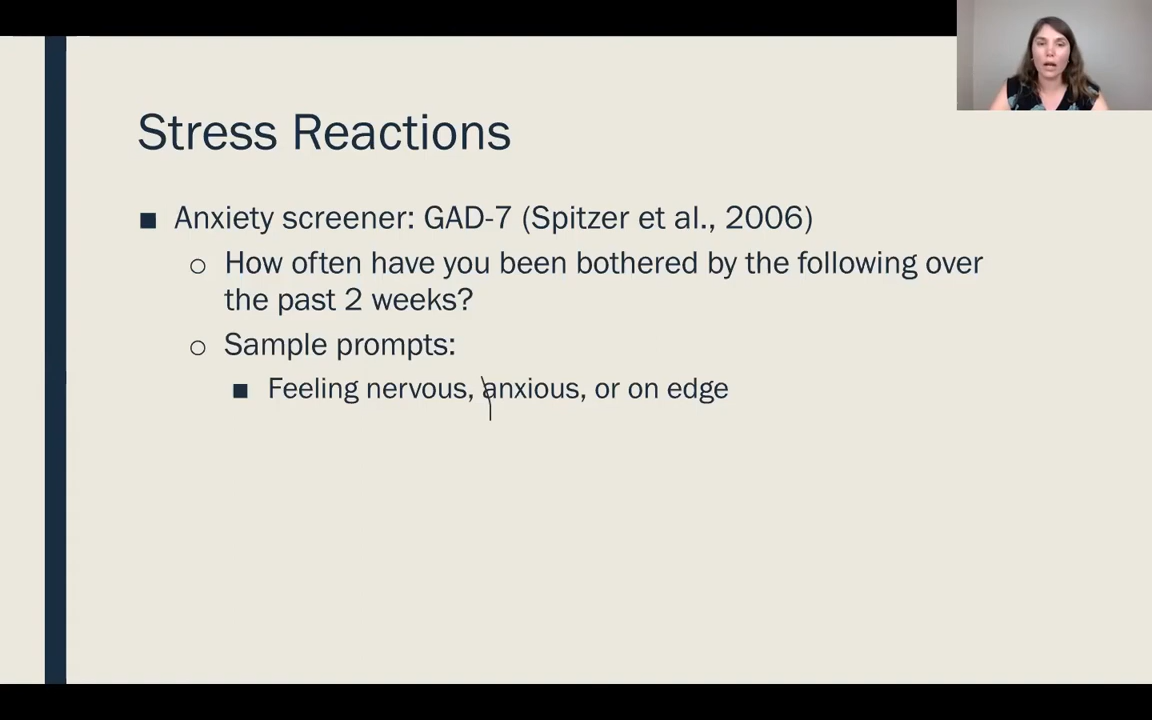 Stress Reactions
■ Anxiety screener: GAD-7 (Spitzer et al., 2006)
○ How often have you been bothered by the following over
the past 2 weeks?
○ Sample prompts:
■ Feeling nervous, anxious, or on edge